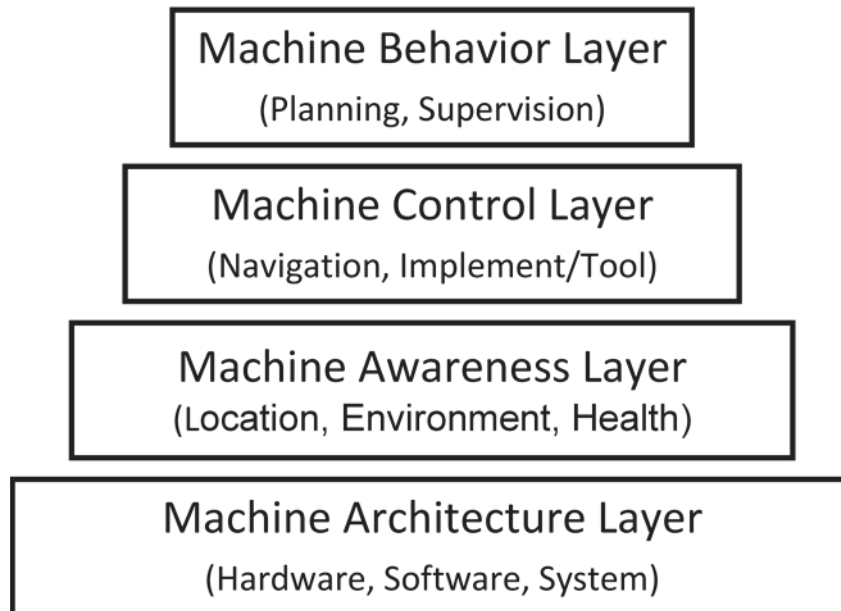 Machine Behavior Layer
(Planning, Supervision)
Machine Control Layer
(Navigation, Implement/Tool)
Machine Awareness Layer
(Location, Environment, Health)
Machine Architecture Layer
(Hardware, Software, System)